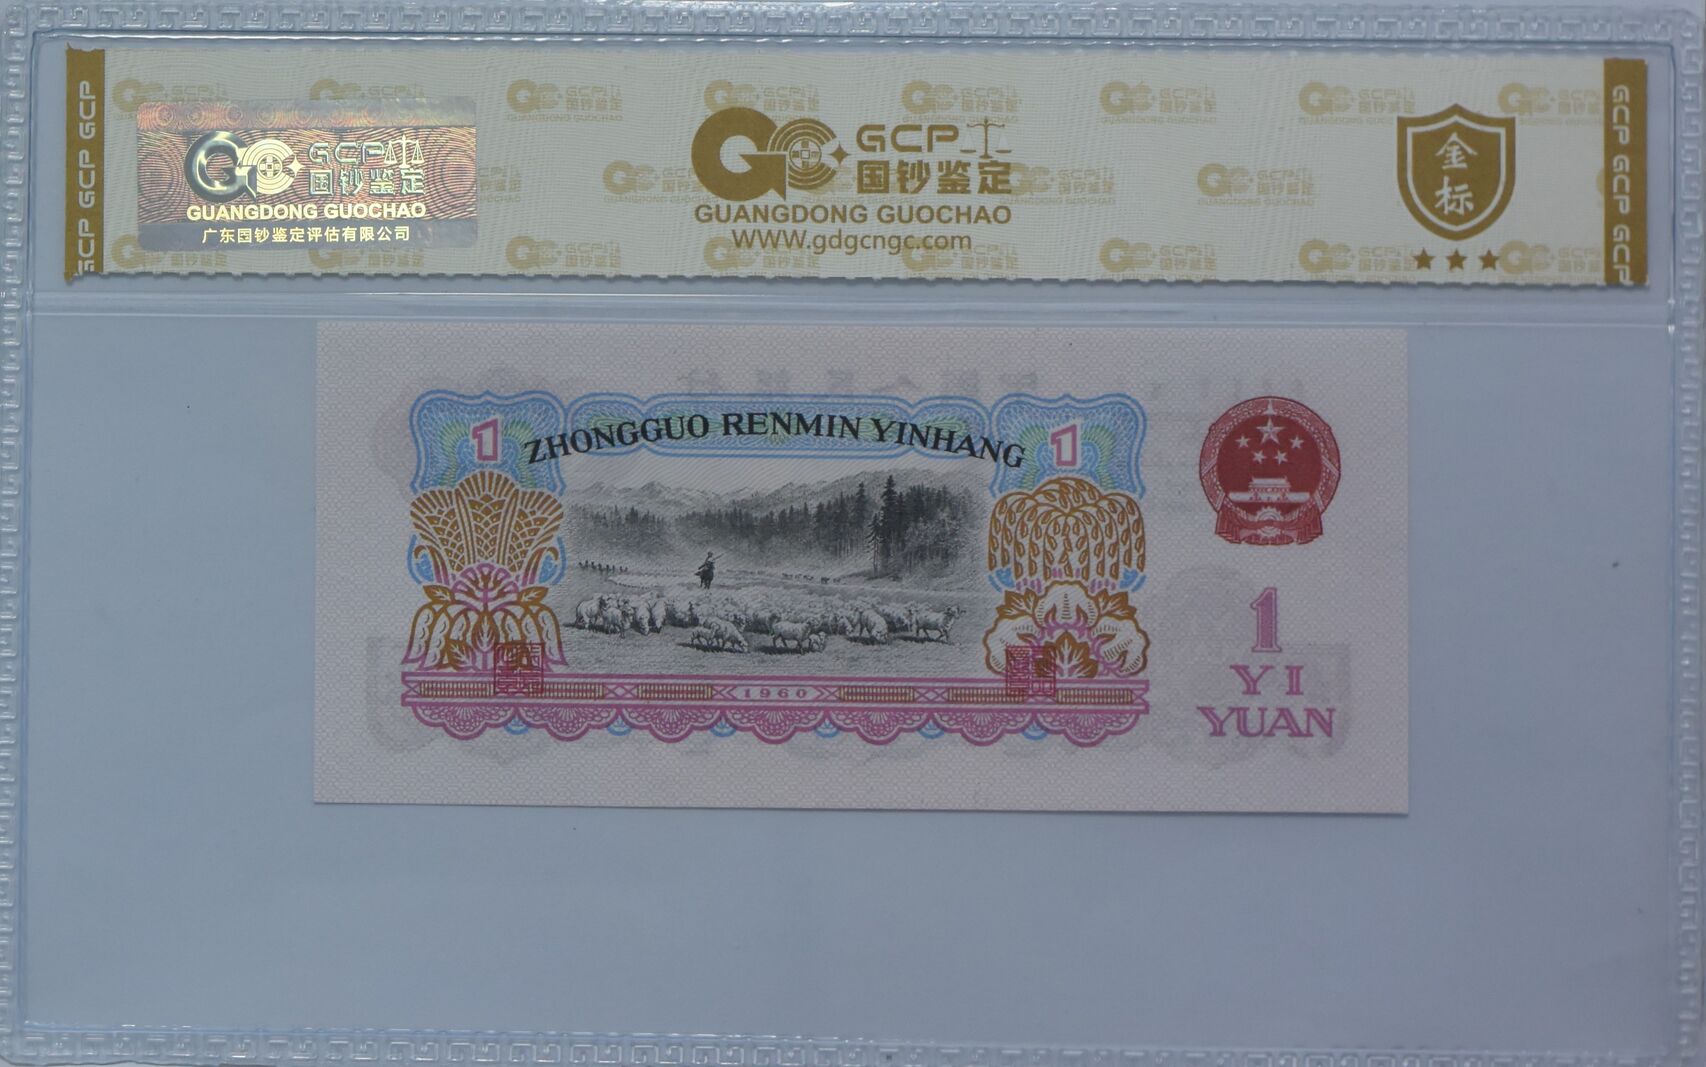 GCP GCP GCP GCP
GCP 国钞鉴定
GUANGDONG GUOCHAO
广东国钞鉴定评估有限公司
GCP
国钞鉴定
GUANGDONG GUOCHAO
WWW.gdgcngc.com
金标
GCP GCP GCP
1
ZHONGGUO RENMIN YINHANG
1
1960
1
YI
YUAN